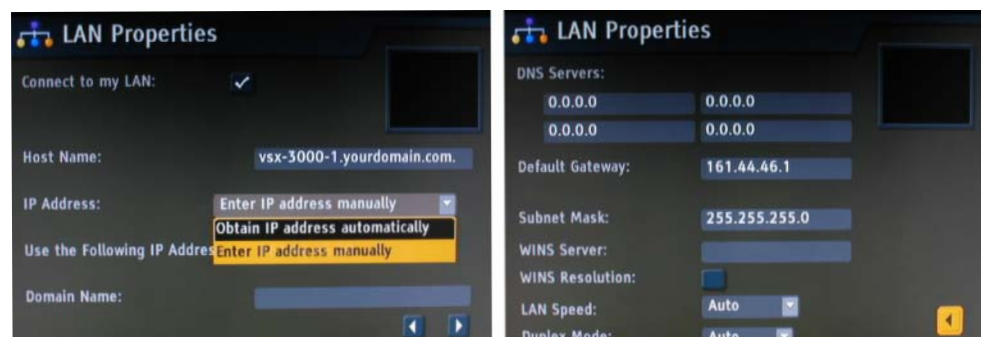 LAN Properties
Connect to my LAN:
Host Name: vsx-3000-1.yourdomain.com.
IP Address: Enter IP address manually
Obtain IP address automatically
Use the Following IP Addres Enter IP address manually
Domain Name:
LAN Properties
DNS Servers:
0.0.0.0 0.0.0.0
0.0.0.0 0.0.0.0
Default Gateway: 161.44.46.1
Subnet Mask: 255.255.255.0
WINS Server:
WINS Resolution:
LAN Speed: Auto
Duplex Mode: Auto